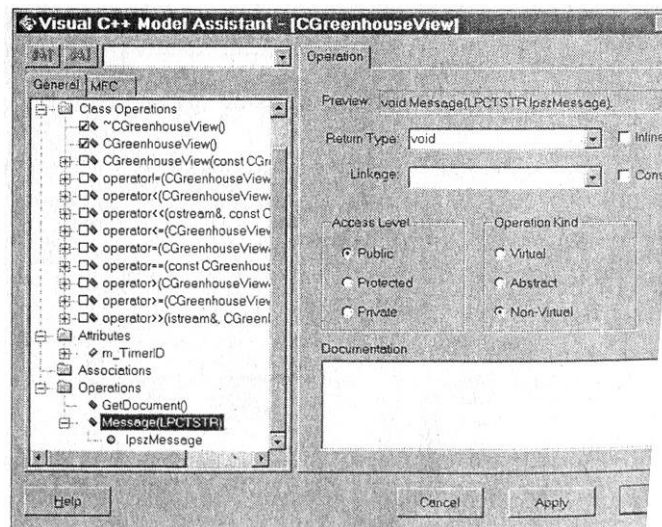 Visual C++ Model Assistant - [CGreenhouseView]
General
MFC
Class Operations
~CGreenhouseView()
CGreenhouseView()
CGreenhouseView(const CGr
operator!=(CGreenhouseView
operator<(CGreenhouseView
operator<<(ostream&, const C
operator<=(CGreenhouseView
operator=(CGreenhouseView&
operator==(const CGreenhous
operator>(CGreenhouseView
operator>=(CGreenhouseView
operator>>(istream&, CGreenl
Attributes
m_TimerID
Associations
Operations
GetDocument()
Message(LPCTSTR)
lpszMessage
Operation
Preview: void Message(LPCTSTR lpszMessage).
Return Type: void
Inline
Linkage:
Cons
Access Level
Public
Protected
Private
Operation Kind
Virtual
Abstract
Non-Virtual
Documentation
Help
Cancel
Apply